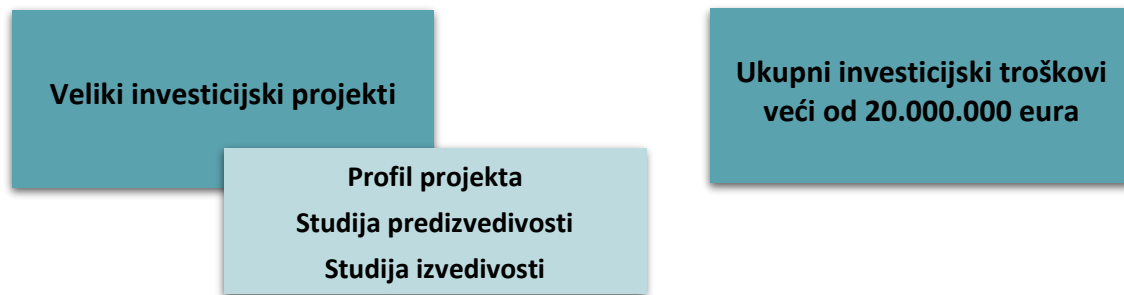 Veliki investicijski projekti
Profil projekta
Studija predizvedivosti
Studija izvedivosti
Ukupni investicijski troškovi
veći od 20.000.000 eura